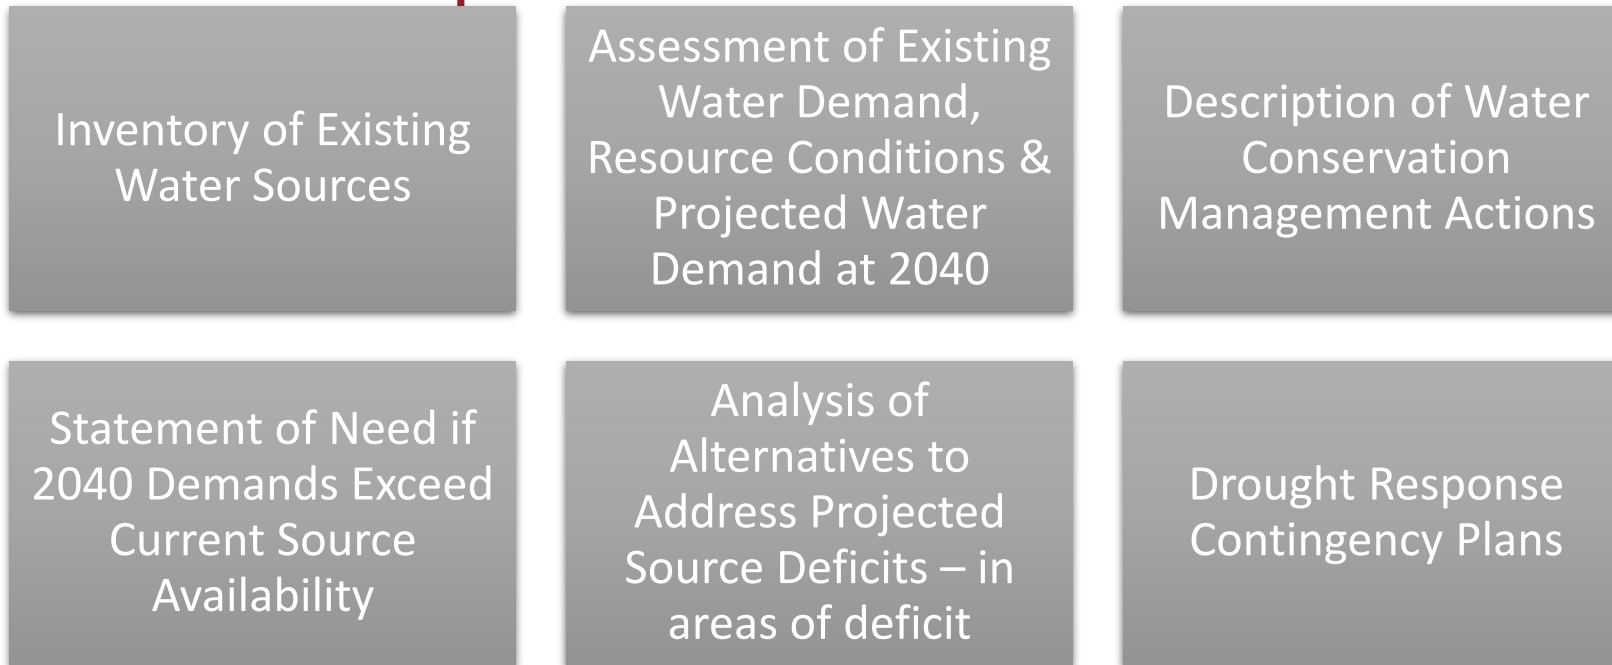 Inventory of Existing
Water Sources
Assessment of Existing
Water Demand,
Resource Conditions &
Projected Water
Demand at 2040
Description of Water
Conservation
Management Actions
Statement of Need if
2040 Demands Exceed
Current Source
Availability
Analysis of
Alternatives to
Address Projected
Source Deficits – in
areas of deficit
Drought Response
Contingency Plans